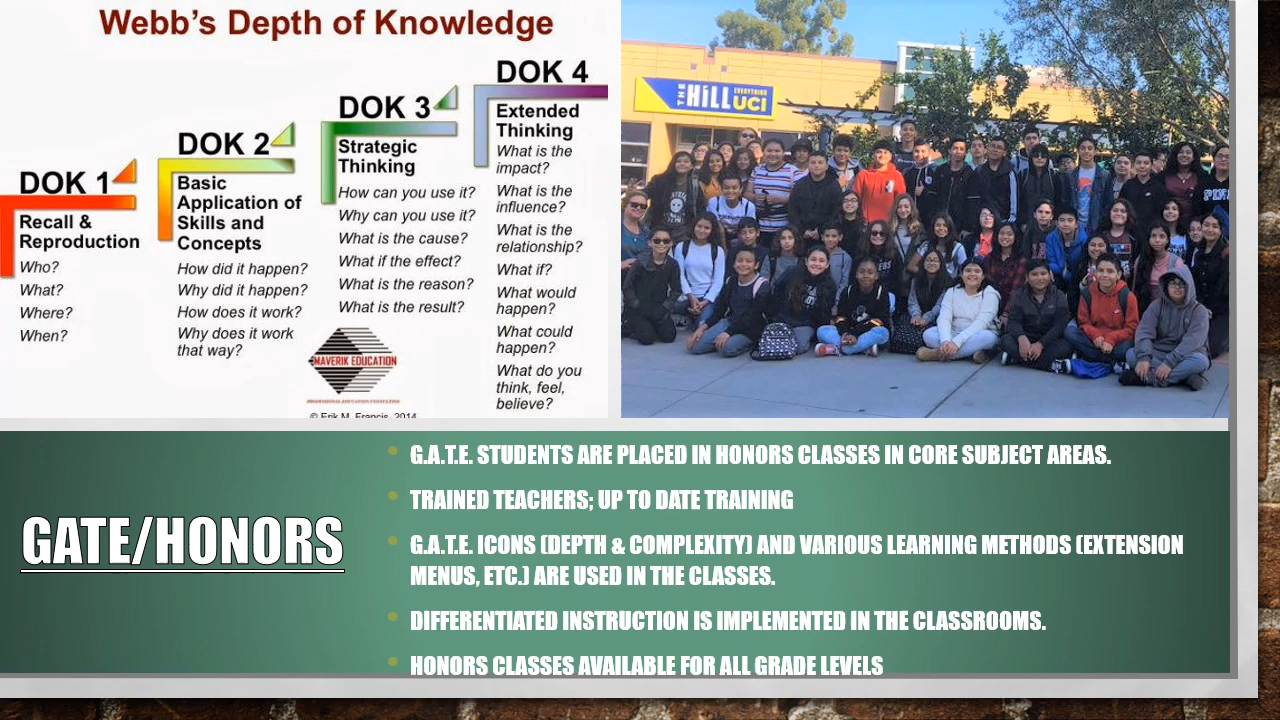 Webb's Depth of Knowledge
DOK 1
Recall &
Reproduction
Who?
What?
Where?
When?
DOK 2
Basic
Application of
Skills and
Concepts
How did it happen?
Why did it happen?
How does it work?
Why does it work
that way?
DOK 3
Strategic
Thinking
How can you use it?
Why can you use it?
What is the cause?
What if the effect?
What is the reason?
What is the result?
DOK 4
Extended
Thinking
What is the
impact?
What is the
influence?
What is the
relationship?
What if?
What would
happen?
What could
happen?
What do you
think, feel,
believe?
MAVERIK EDUCATION
© Erik M. Francis, 2014
THE HILL EVERYTHING UCI
GATE/HONORS
G.A.T.E. STUDENTS ARE PLACED IN HONORS CLASSES IN CORE SUBJECT AREAS.
TRAINED TEACHERS; UP TO DATE TRAINING
G.A.T.E. ICONS (DEPTH & COMPLEXITY) AND VARIOUS LEARNING METHODS (EXTENSION
MENUS, ETC.) ARE USED IN THE CLASSES.
DIFFERENTIATED INSTRUCTION IS IMPLEMENTED IN THE CLASSROOMS.
HONORS CLASSES AVAILABLE FOR ALL GRADE LEVELS